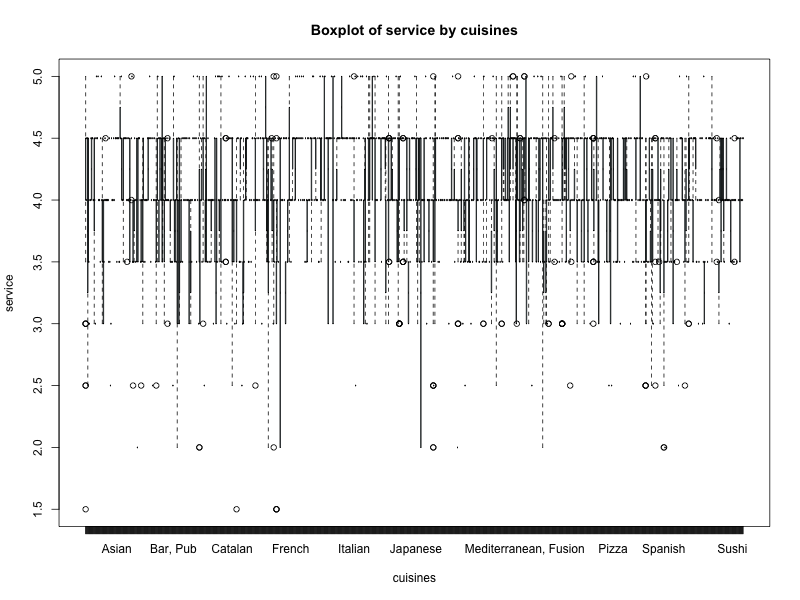 Boxplot of service by cuisines
service
5.0
4.5
4.0
3.5
3.0
2.5
2.0
1.5
Asian Bar, Pub Catalan French Italian Japanese Mediterranean, Fusion Pizza Spanish Sushi
cuisines